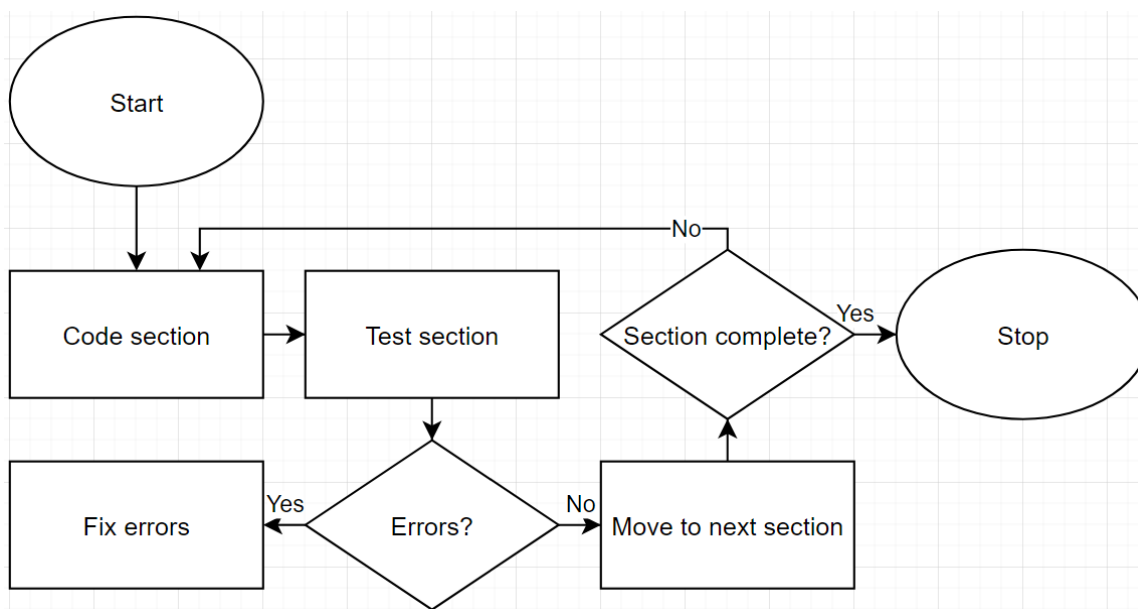 Start
No
Code section
Test section
Section complete?
Yes
Stop
Fix errors
Yes
Errors?
No
Move to next section